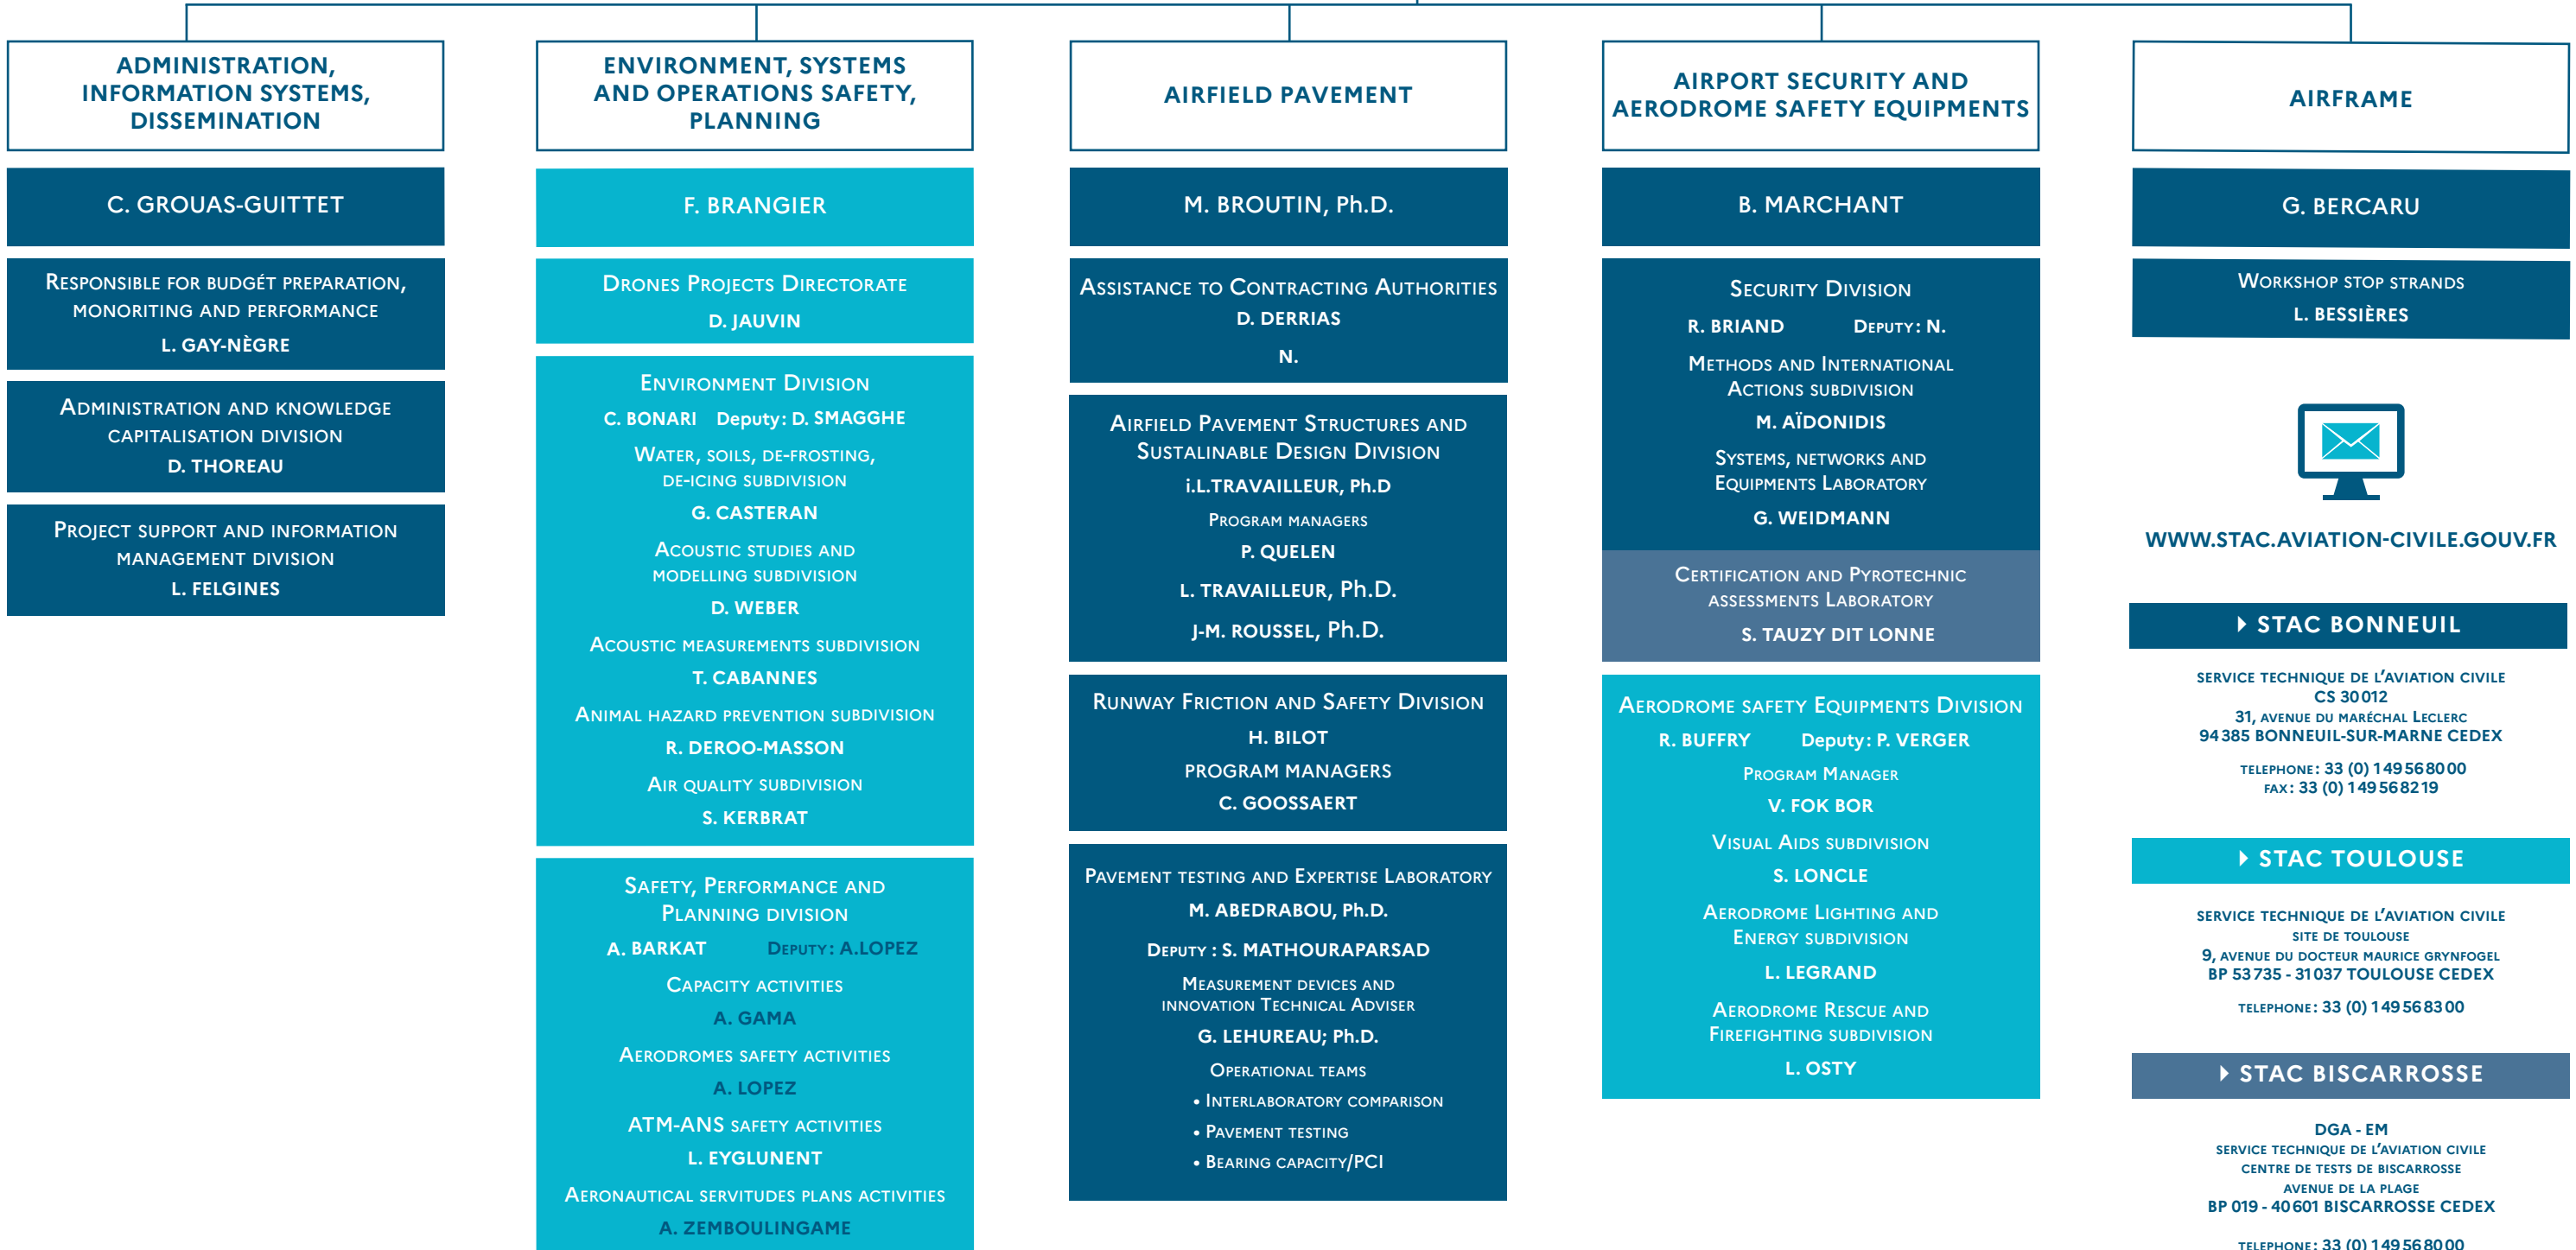 ADMINISTRATION,
INFORMATION SYSTEMS,
DISSEMINATION
C. GROUAS-GUITTET
RESPONSIBLE FOR BUDGÉT PREPARATION,
MONORITING AND PERFORMANCE
L. GAY-NÈGRE
ADMINISTRATION AND KNOWLEDGE
CAPITALISATION DIVISION
D. THOREAU
PROJECT SUPPORT AND INFORMATION
MANAGEMENT DIVISION
L. FELGINES
ENVIRONMENT, SYSTEMS
AND OPERATIONS SAFETY,
PLANNING
F. BRANGIER
DRONES PROJECTS DIRECTORATE
D. JAUVIN
ENVIRONMENT DIVISION
C. BONARI Deputy: D. SMAGGHE
WATER, SOILS, DE-FROSTING,
DE-ICING SUBDIVISION
G. CASTERAN
ACOUSTIC STUDIES AND
MODELLING SUBDIVISION
D. WEBER
ACOUSTIC MEASUREMENTS SUBDIVISION
T. CABANNES
ANIMAL HAZARD PREVENTION SUBDIVISION
R. DEROO-MASSON
AIR QUALITY SUBDIVISION
S. KERBRAT
SAFETY, PERFORMANCE AND
PLANNING DIVISION
A. BARKAT DEPUTY: A.LOPEZ
CAPACITY ACTIVITIES
A. GAMA
AERODROMES SAFETY ACTIVITIES
A. LOPEZ
ATM-ANS SAFETY ACTIVITIES
L. EYGLUNENT
AERONAUTICAL SERVITUDES PLANS ACTIVITIES
A. ZEMBOULINGAME
AIRFIELD PAVEMENT
M. BROUTIN, Ph.D.
ASSISTANCE TO CONTRACTING AUTHORITIES
D. DERRIAS
N.
AIRFIELD PAVEMENT STRUCTURES AND
SUSTALINABLE DESIGN DIVISION
i.L.TRAVAILLEUR, Ph.D
PROGRAM MANAGERS
P. QUELEN
L. TRAVAILLEUR, Ph.D.
J-M. ROUSSEL, Ph.D.
RUNWAY FRICTION AND SAFETY DIVISION
H. BILOT
PROGRAM MANAGERS
C. GOOSSAERT
PAVEMENT TESTING AND EXPERTISE LABORATORY
M. ABEDRABOU, Ph.D.
DEPUTY : S. MATHOURAPARSAD
MEASUREMENT DEVICES AND
INNOVATION TECHNICAL ADVISER
G. LEHUREAU; Ph.D.
OPERATIONAL TEAMS
• INTERLABORATORY COMPARISON
• PAVEMENT TESTING
• BEARING CAPACITY/PCI
AIRPORT SECURITY AND
AERODROME SAFETY EQUIPMENTS
B. MARCHANT
SECURITY DIVISION
R. BRIAND DEPUTY: N.
METHODS AND INTERNATIONAL
ACTIONS SUBDIVISION
M. AÏDONIDIS
SYSTEMS, NETWORKS AND
EQUIPMENTS LABORATORY
G. WEIDMANN
CERTIFICATION AND PYROTECHNIC
ASSESSMENTS LABORATORY
S. TAUZY DIT LONNE
AERODROME SAFETY EQUIPMENTS DIVISION
R. BUFFRY Deputy: P. VERGER
PROGRAM MANAGER
V. FOK BOR
VISUAL AIDS SUBDIVISION
S. LONCLE
AERODROME LIGHTING AND
ENERGY SUBDIVISION
L. LEGRAND
AERODROME RESCUE AND
FIREFIGHTING SUBDIVISION
L. OSTY
AIRFRAME
G. BERCARU
WORKSHOP STOP STRANDS
L. BESSIÈRES
WWW.STAC.AVIATION-CIVILE.GOUV.FR
STAC BONNEUIL
SERVICE TECHNIQUE DE L'AVIATION CIVILE
CS 30012
31, AVENUE DU MARÉCHAL LECLERC
94385 BONNEUIL-SUR-MARNE CEDEX
TELEPHONE: 33 (0) 149568000
FAX: 33 (0) 149568219
STAC TOULOUSE
SERVICE TECHNIQUE DE L'AVIATION CIVILE
SITE DE TOULOUSE
9, AVENUE DU DOCTEUR MAURICE GRYNFOGEL
BP 53735 - 31037 TOULOUSE CEDEX
TELEPHONE: 33 (0) 149568300
STAC BISCARROSSE
DGA - EM
SERVICE TECHNIQUE DE L'AVIATION CIVILE
CENTRE DE TESTS DE BISCARROSSE
AVENUE DE LA PLAGE
BP 019 - 40601 BISCARROSSE CEDEX
TELEPHONE: 33 (0) 149568000